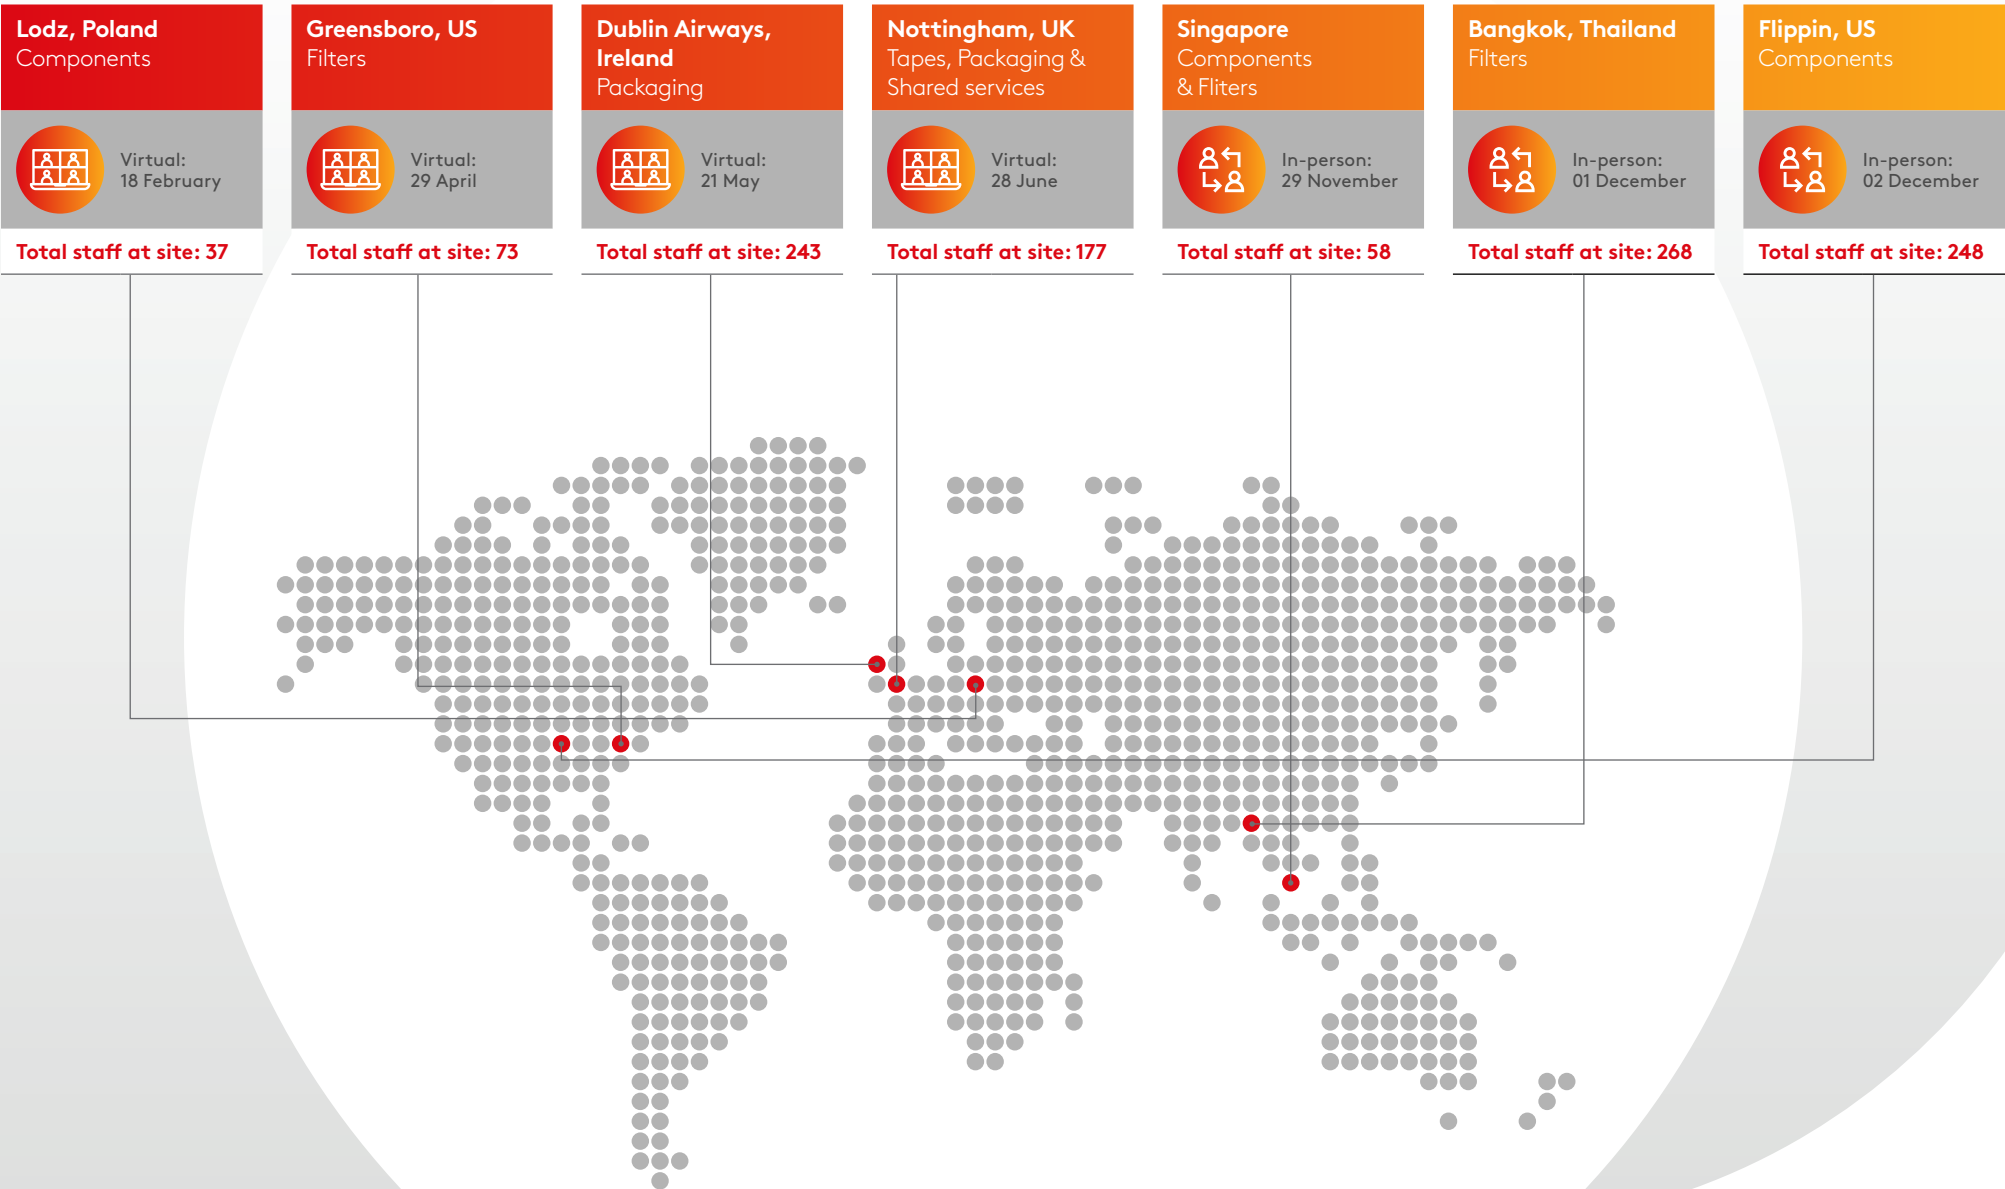 Lodz, Poland
Components
Virtual:
18 February
Total staff at site: 37
Greensboro, US
Filters
Virtual:
29 April
Total staff at site: 73
Dublin Airways,
Ireland
Packaging
Virtual:
21 May
Total staff at site: 243
Nottingham, UK
Tapes, Packaging &
Shared services
Virtual:
28 June
Total staff at site: 177
Singapore
Components
& Fliters
In-person:
29 November
Total staff at site: 58
Bangkok, Thailand
Filters
In-person:
01 December
Total staff at site: 268
Flippin, US
Components
In-person:
02 December
Total staff at site: 248